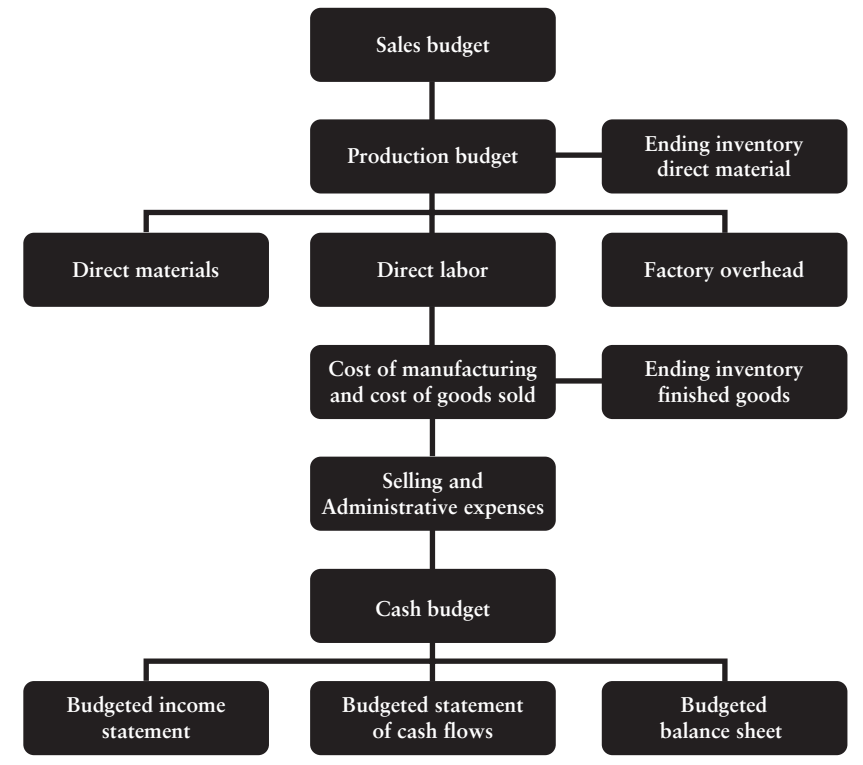 Sales budget
Production budget
Ending inventory
direct material
Direct materials
Direct labor
Factory overhead
Cost of manufacturing
and cost of goods sold
Ending inventory
finished goods
Selling and
Administrative expenses
Cash budget
Budgeted income
statement
Budgeted statement
of cash flows
Budgeted
balance sheet